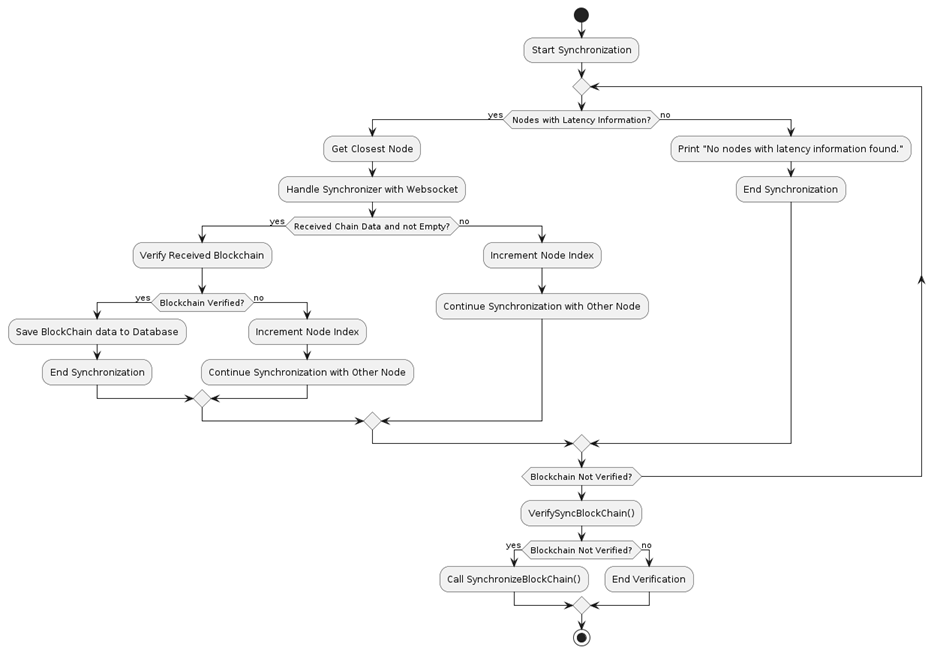 Start Synchronization
yes
Nodes with Latency Information?
no
Get Closest Node
Print "No nodes with latency information found."
Handle Synchronizer with Websocket
End Synchronization
yes
Received Chain Data and not Empty?
no
Verify Received Blockchain
Increment Node Index
yes
Blockchain Verified?
no
Continue Synchronization with Other Node
Save BlockChain data to Database
Increment Node Index
End Synchronization
Continue Synchronization with Other Node
Blockchain Not Verified?
VerifySyncBlockChain()
yes
Blockchain Not Verified?
no
Call SynchronizeBlockChain()
End Verification